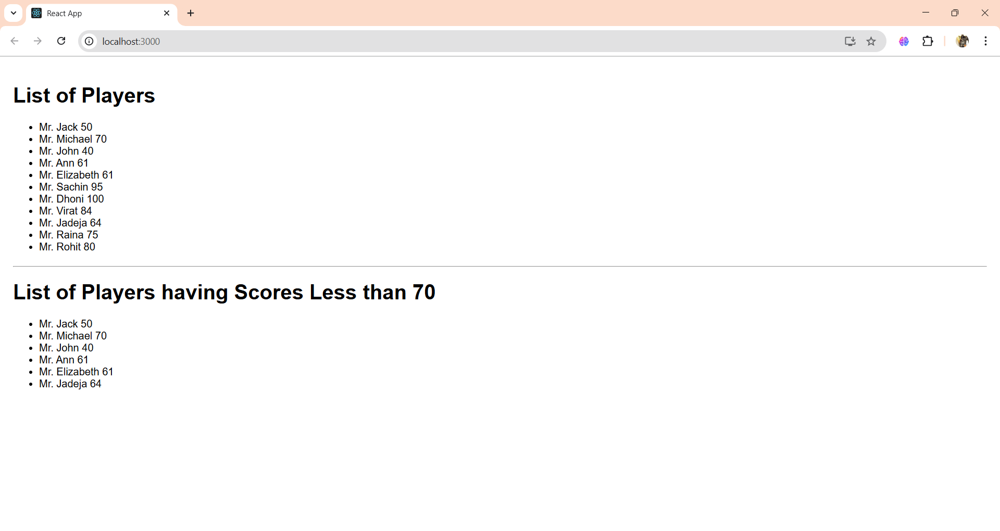 React App
localhost:3000
List of Players
Mr. Jack 50
Mr. Michael 70
Mr. John 40
Mr. Ann 61
Mr. Elizabeth 61
Mr. Sachin 95
Mr. Dhoni 100
Mr. Virat 84
Mr. Jadeja 64
Mr. Raina 75
Mr. Rohit 80
List of Players having Scores Less than 70
Mr. Jack 50
Mr. Michael 70
Mr. John 40
Mr. Ann 61
Mr. Elizabeth 61
Mr. Jadeja 64